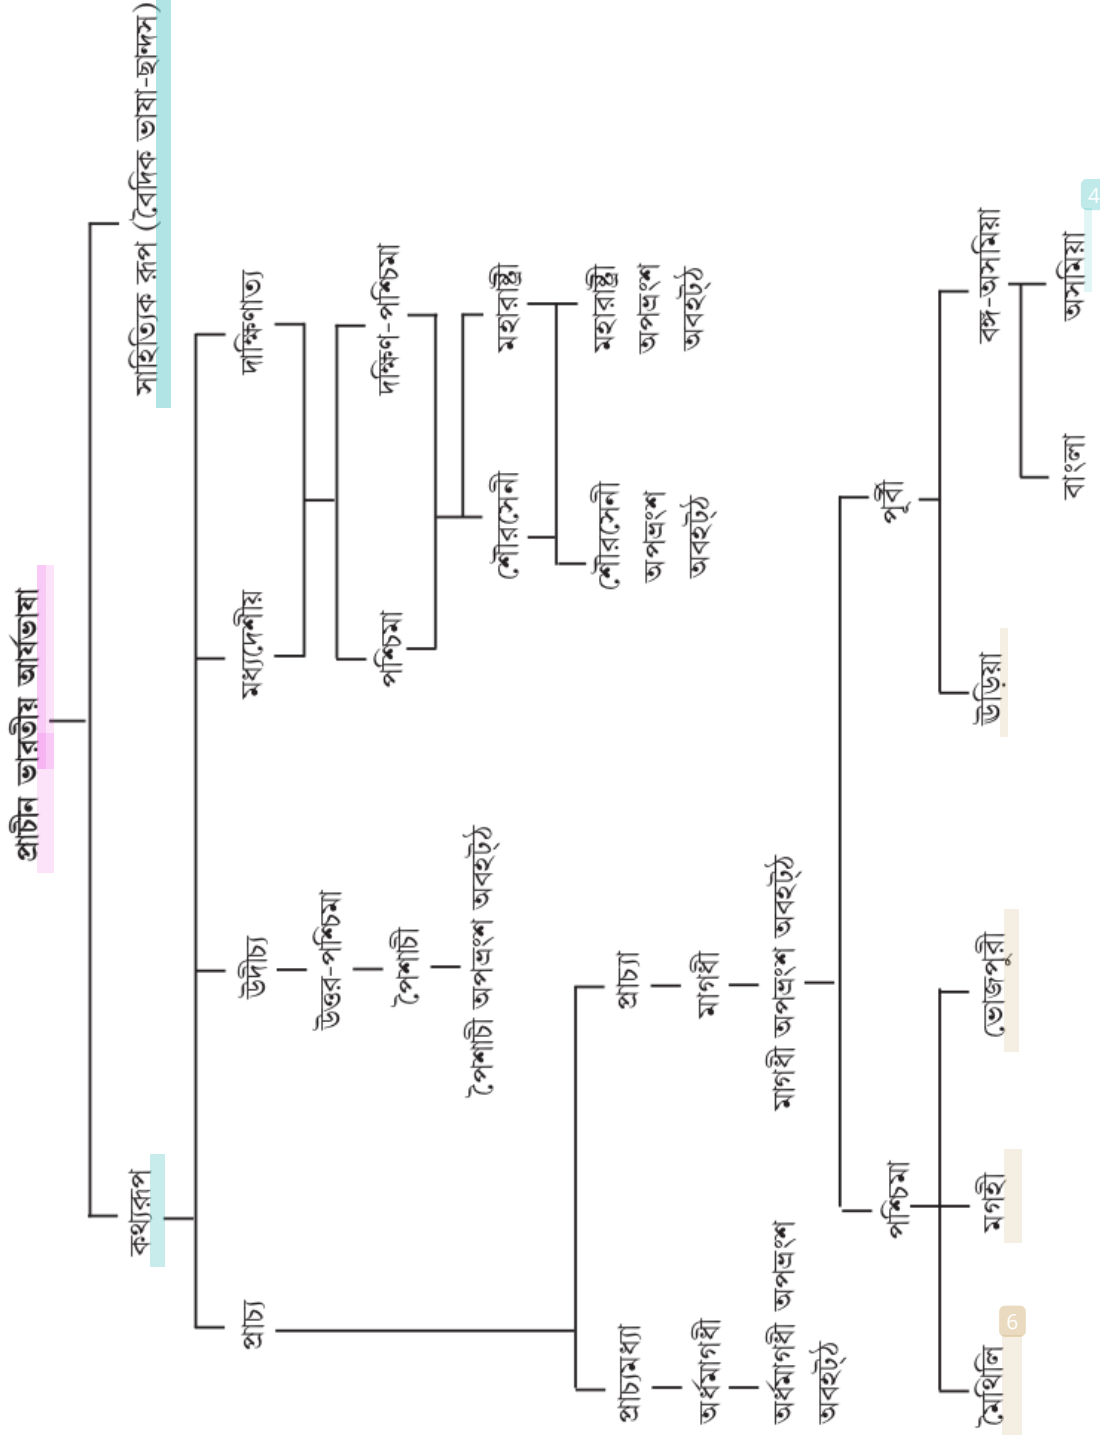 প্রাচীন ভারতীয় আর্যভাষা
কথ্যরূপ
সাহিত্যিক রূপ (বৈদিক ভাষা-ছান্দস)
প্রাচ্য
উদীচ্য
মধ্যদেশীয়
দাক্ষিণাত্য
উত্তর-পশ্চিমা
পশ্চিমা
দক্ষিণ-পশ্চিমা
পৈশাচী
পৈশাচী অপভ্রংশ অবহট্‌ঠ
শৌরসেনী
মহারাষ্ট্রী
শৌরসেনী
অপভ্রংশ
অবহট্‌ঠ
মহারাষ্ট্রী
অপভ্রংশ
অবহট্‌ঠ
প্রাচ্যমধ্যা
প্রাচ্যা
অর্ধমাগধী
মাগধী
অর্ধমাগধী অপভ্রংশ
অবহট্‌ঠ
মাগধী অপভ্রংশ অবহট্‌ঠ
পশ্চিমা
পূর্বী
মৈথিলি
মগহী
ভোজপুরী
উড়িয়া
বঙ্গ-অসমিয়া
বাংলা
অসমিয়া
4
6